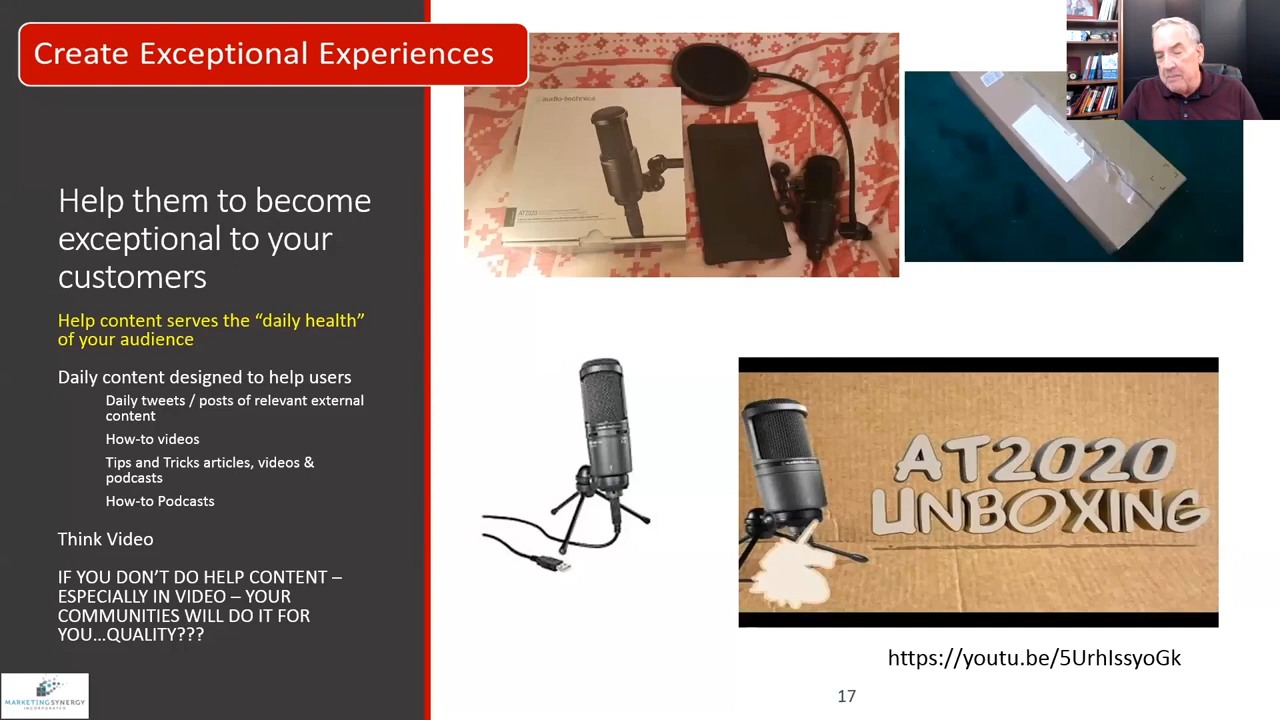 Create Exceptional Experiences
Help them to become
exceptional to your
customers
Help content serves the “daily health”
of your audience
Daily content designed to help users
Daily tweets / posts of relevant external
content
How-to videos
Tips and Tricks articles, videos &
podcasts
How-to Podcasts
Think Video
IF YOU DON’T DO HELP CONTENT –
ESPECIALLY IN VIDEO – YOUR
COMMUNITIES WILL DO IT FOR
YOU…QUALITY???
MARKETINGSYNERGY
INCORPORATED
audio-technica
AT2020
AT2020
UNBOXING
https://youtu.be/5UrhIssyoGk
17